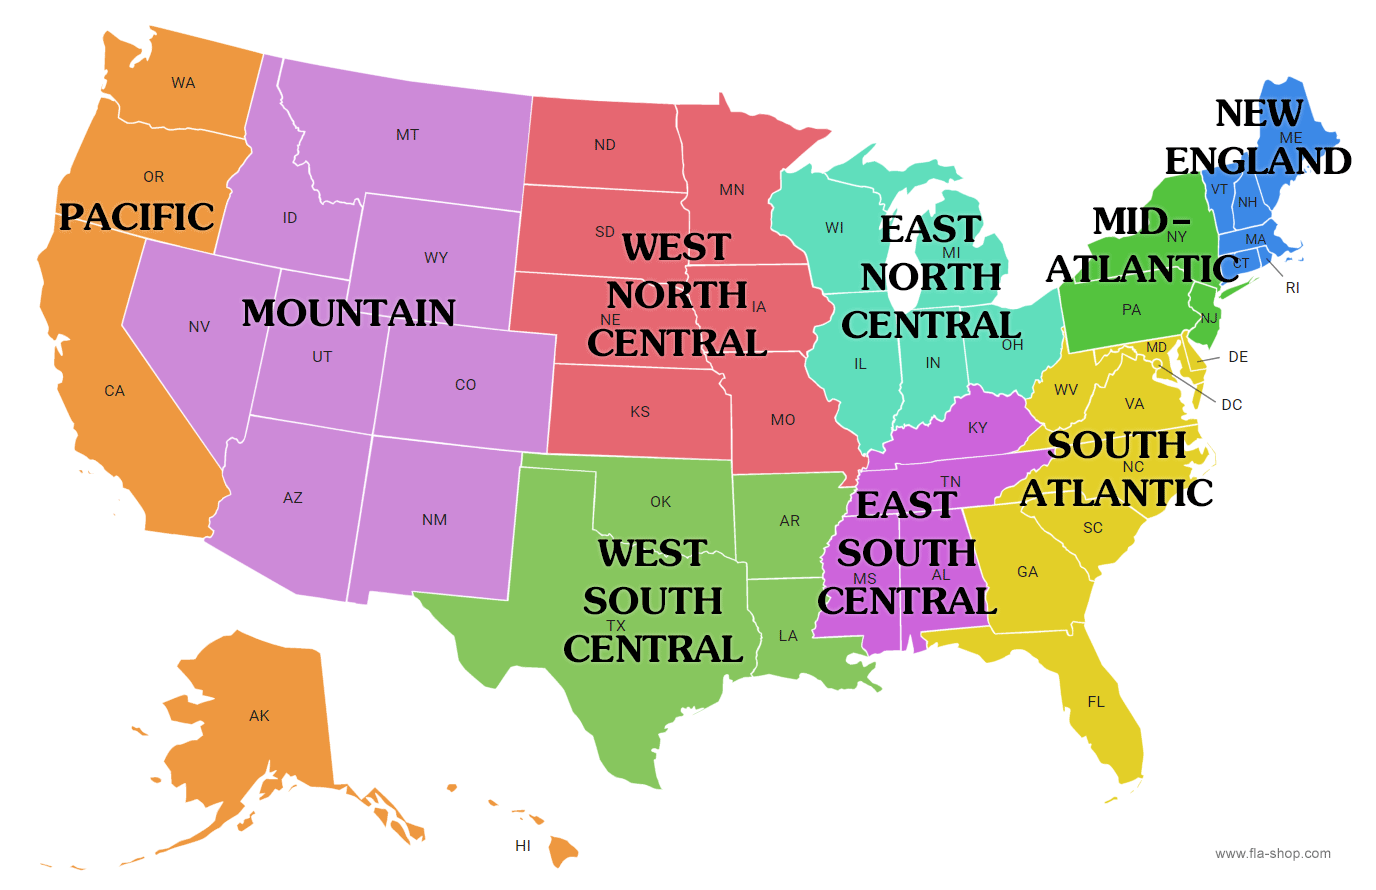 WA
OR
PACIFIC
CA
MT
ID
WY
MOUNTAIN
NV
UT
CO
AZ
NM
ND
MN
SD
WEST
NORTH
CENTRAL
NE
IA
KS
MO
WI
EAST
NORTH
CENTRAL
MI
IL
IN
OH
NEW
ENGLAND
ME
VT
NH
MA
CT
RI
MID-
ATLANTIC
NY
PA
NJ
MD
DE
DC
WV
VA
SOUTH
ATLANTIC
NC
SC
GA
FL
KY
TN
EAST
SOUTH
CENTRAL
MS
AL
OK
AR
WEST
SOUTH
CENTRAL
TX
LA
AK
HI
www.fla-shop.com